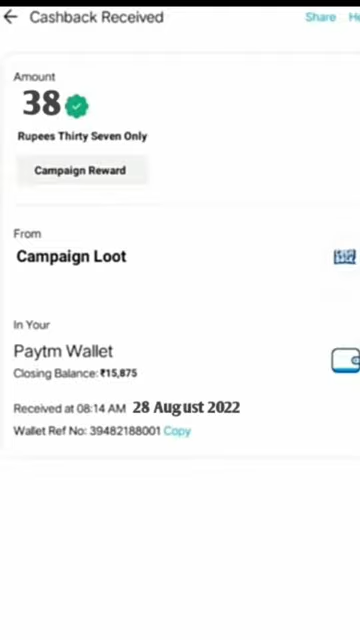 ← Cashback Received Share He
Amount
38
Rupees Thirty Seven Only
Campaign Reward
From
Campaign Loot
In Your
Paytm Wallet
Closing Balance: ₹15,875
Received at 08:14 AM 28 August 2022
Wallet Ref No: 39482188001 Copy